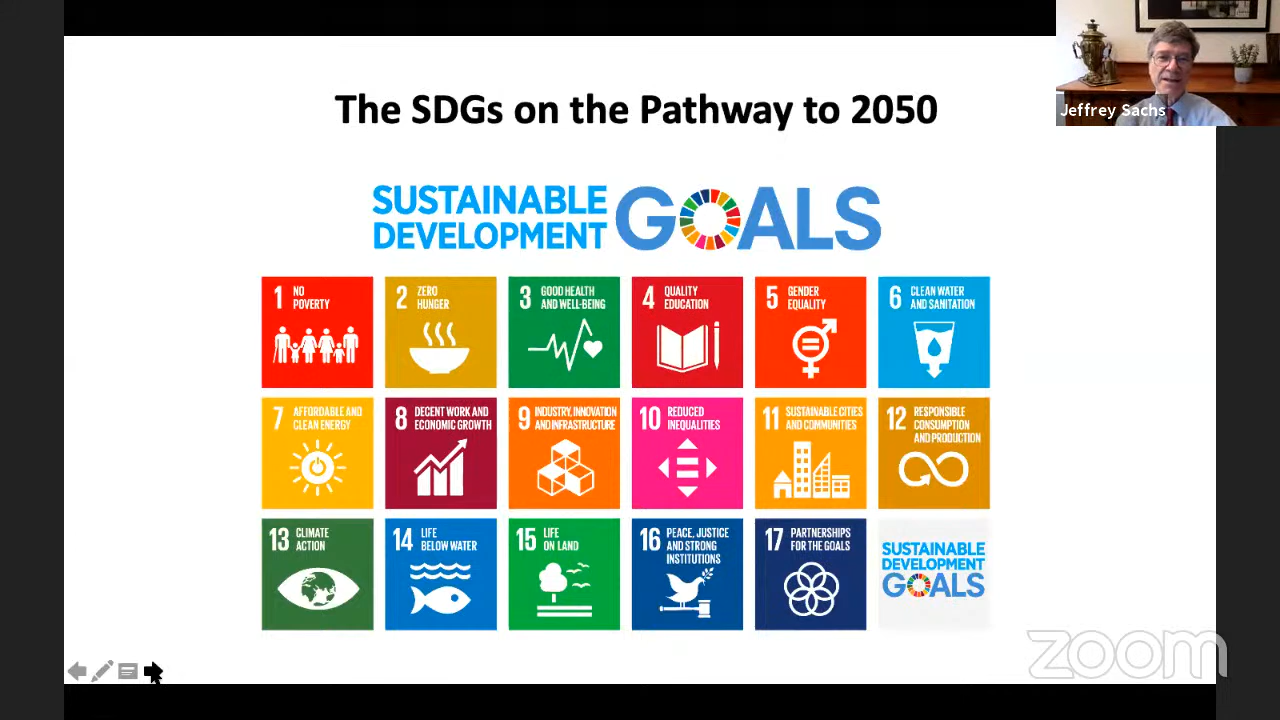 Jeffrey Sachs
The SDGs on the Pathway to 2050
SUSTAINABLE
DEVELOPMENT
GOALS
1 NO
POVERTY
2 ZERO
HUNGER
3 GOOD HEALTH
AND WELL-BEING
4 QUALITY
EDUCATION
5 GENDER
EQUALITY
6 CLEAN WATER
AND SANITATION
7 AFFORDABLE AND
CLEAN ENERGY
8 DECENT WORK AND
ECONOMIC GROWTH
9 INDUSTRY, INNOVATION
AND INFRASTRUCTURE
10 REDUCED
INEQUALITIES
11 SUSTAINABLE CITIES
AND COMMUNITIES
12 RESPONSIBLE
CONSUMPTION
AND PRODUCTION
13 CLIMATE
ACTION
14 LIFE
BELOW WATER
15 LIFE
ON LAND
16 PEACE, JUSTICE
AND STRONG
INSTITUTIONS
17 PARTNERSHIPS
FOR THE GOALS
SUSTAINABLE
DEVELOPMENT
GOALS
zoom